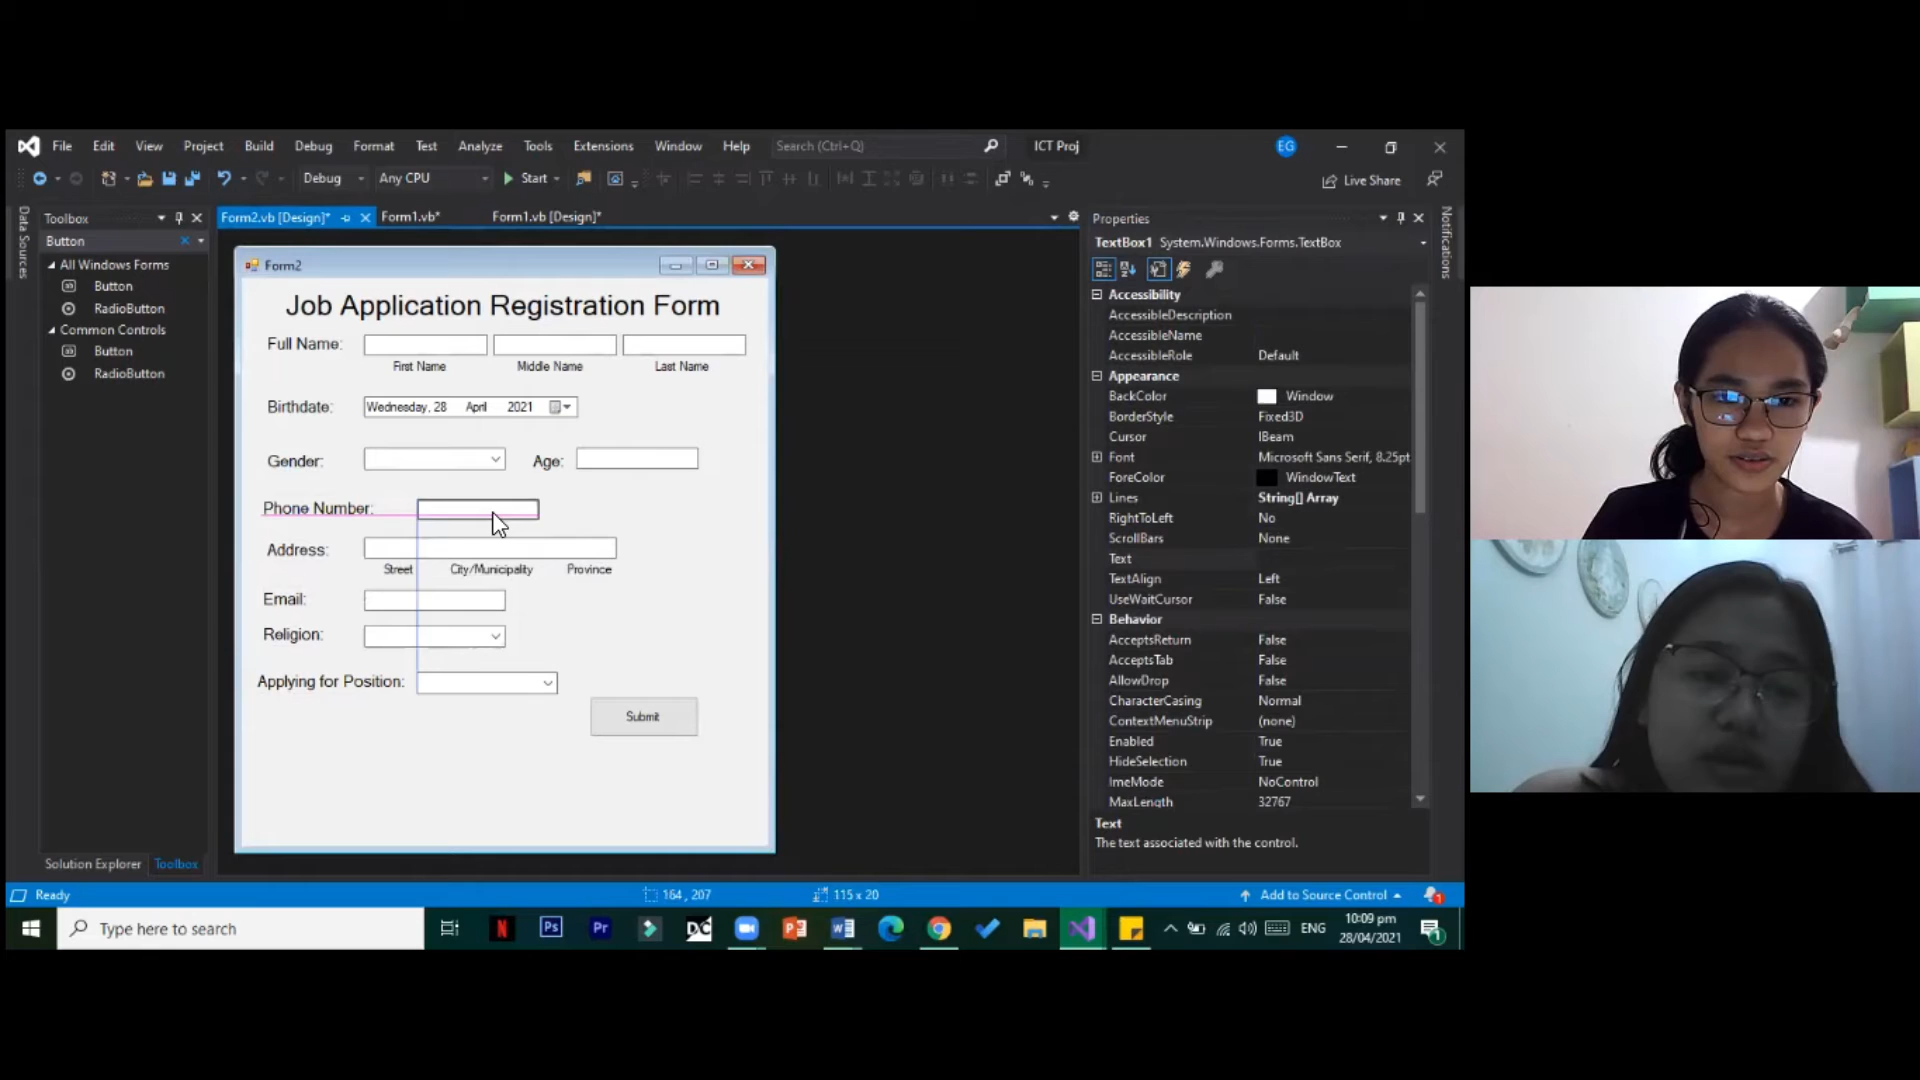 File Edit View Project Build Debug Format Test Analyze Tools Extensions Window Help Search (Ctrl+Q) ICT Proj EG
Debug Any CPU Start Live Share
Data Sources
Toolbox
Button
All Windows Forms
Button
RadioButton
Common Controls
Button
RadioButton
Solution Explorer Toolbox
Form2.vb [Design]* Form1.vb* Form1.vb [Design]*
Form2
Job Application Registration Form
Full Name:
First Name Middle Name Last Name
Birthdate: Wednesday, 28 April 2021
Gender: Age:
Phone Number:
Address:
Street City/Municipality Province
Email:
Religion:
Applying for Position:
Submit
Properties
TextBox1 System.Windows.Forms.TextBox
Accessibility
AccessibleDescription
AccessibleName
AccessibleRole Default
Appearance
BackColor Window
BorderStyle Fixed3D
Cursor IBeam
Font Microsoft Sans Serif, 8.25pt
ForeColor WindowText
Lines String[] Array
RightToLeft No
ScrollBars None
Text
TextAlign Left
UseWaitCursor False
Behavior
AcceptsReturn False
AcceptsTab False
AllowDrop False
CharacterCasing Normal
ContextMenuStrip (none)
Enabled True
HideSelection True
ImeMode NoControl
MaxLength 32767
Text
The text associated with the control.
Notifications
Ready 164 , 207 115 x 20 Add to Source Control 1
Type here to search Ps Pr DC ENG 10:09 pm
28/04/2021 1